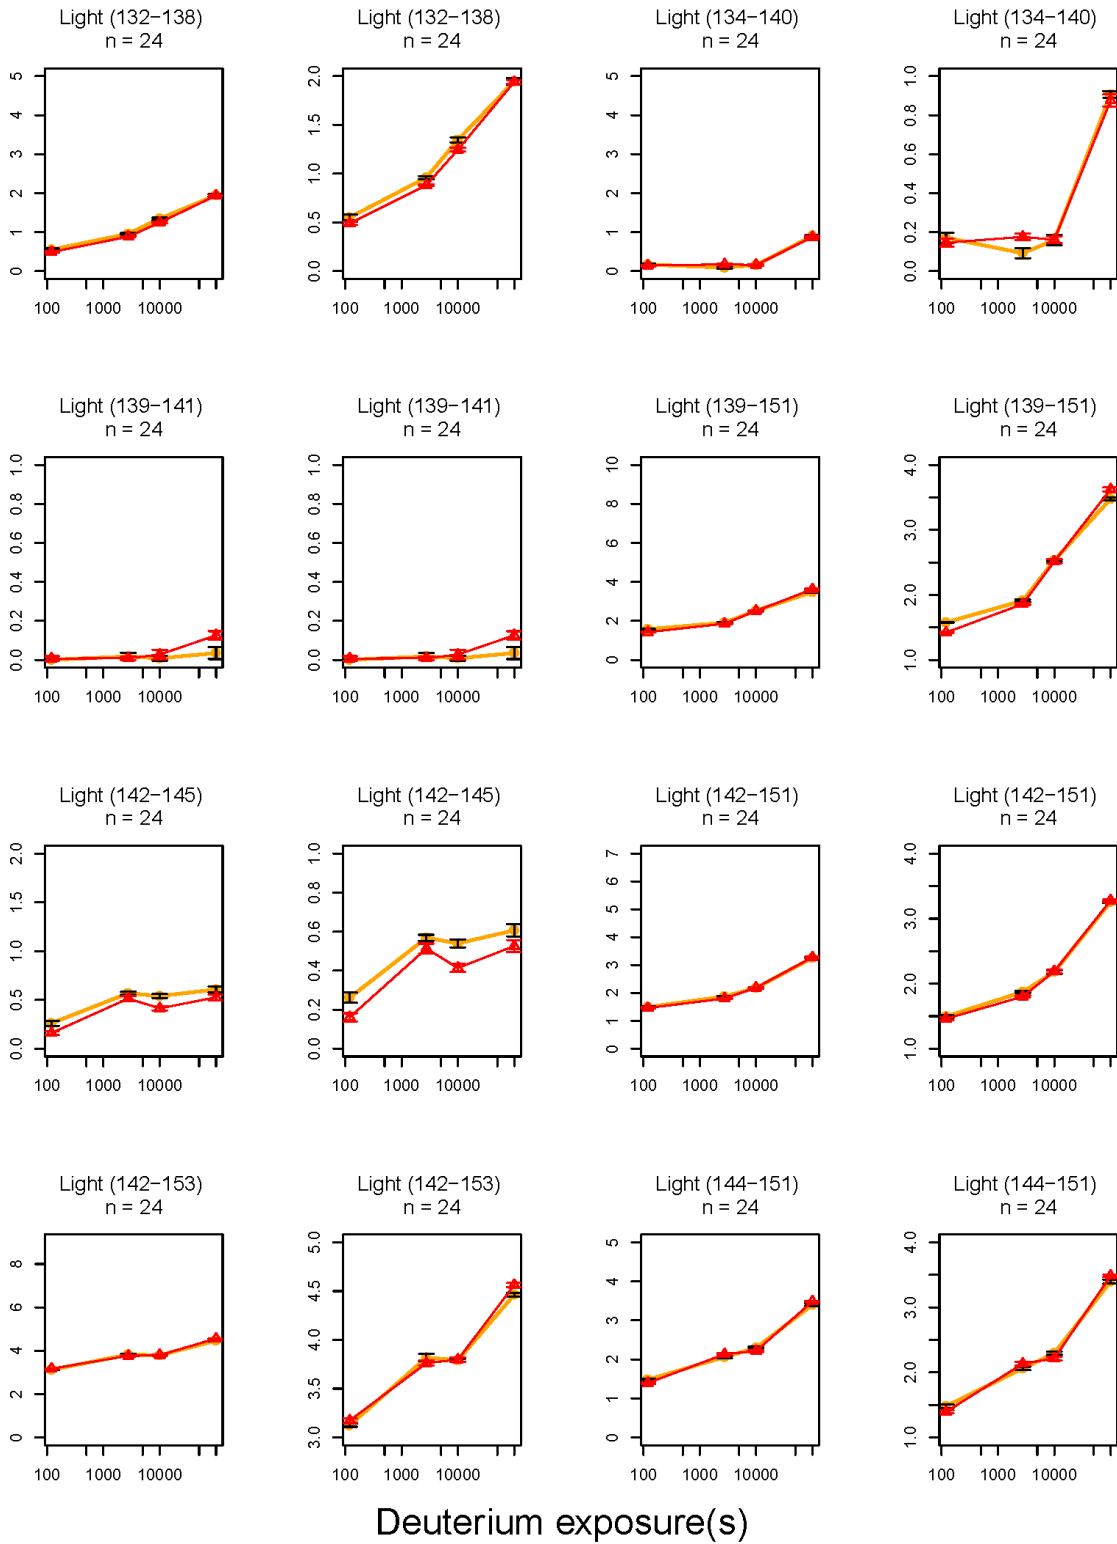 Light (132−138) Light (132−138) Light (134−140) Light (134−140)
n = 24 n = 24 n = 24 n = 24
5 2.0 5 1.0
4 1.5 4 0.8
3 1.0 3 0.6
2 0.5 2 0.4
1 0.0 1 0.2
0 0 0.0
100 1000 10000 100 1000 10000 100 1000 10000 100 1000 10000
Light (139−141) Light (139−141) Light (139−151) Light (139−151)
n = 24 n = 24 n = 24 n = 24
1.0 1.0 10 4.0
0.8 0.8 8 3.0
0.6 0.6 6 2.0
0.4 0.4 4 1.0
0.2 0.2 2
0.0 0.0 0
100 1000 10000 100 1000 10000 100 1000 10000 100 1000 10000
Light (142−145) Light (142−145) Light (142−151) Light (142−151)
n = 24 n = 24 n = 24 n = 24
2.0 1.0 7 4.0
1.5 0.8 6 3.0
1.0 0.6 5 2.0
0.5 0.4 4 1.0
0.0 0.2 3
0.0 2
1
0
100 1000 10000 100 1000 10000 100 1000 10000 100 1000 10000
Light (142−153) Light (142−153) Light (144−151) Light (144−151)
n = 24 n = 24 n = 24 n = 24
8 5.0 5 4.0
6 4.5 4 3.0
4 4.0 3 2.0
2 3.5 2 1.0
0 3.0 1
0
100 1000 10000 100 1000 10000 100 1000 10000 100 1000 10000
Deuterium exposure(s)